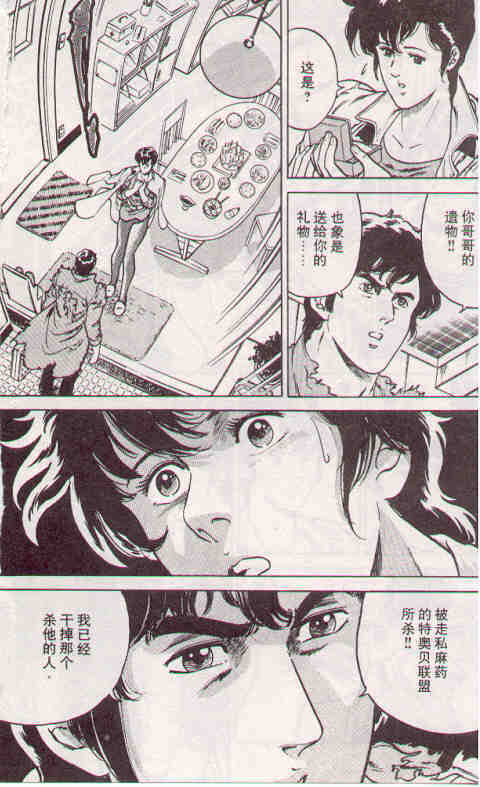 这是?
你哥哥的
遗物!!
也象是
送给你的
礼物……
被走私麻药
的特奥贝联盟
所杀!!
我已经
干掉那个
杀他的人.